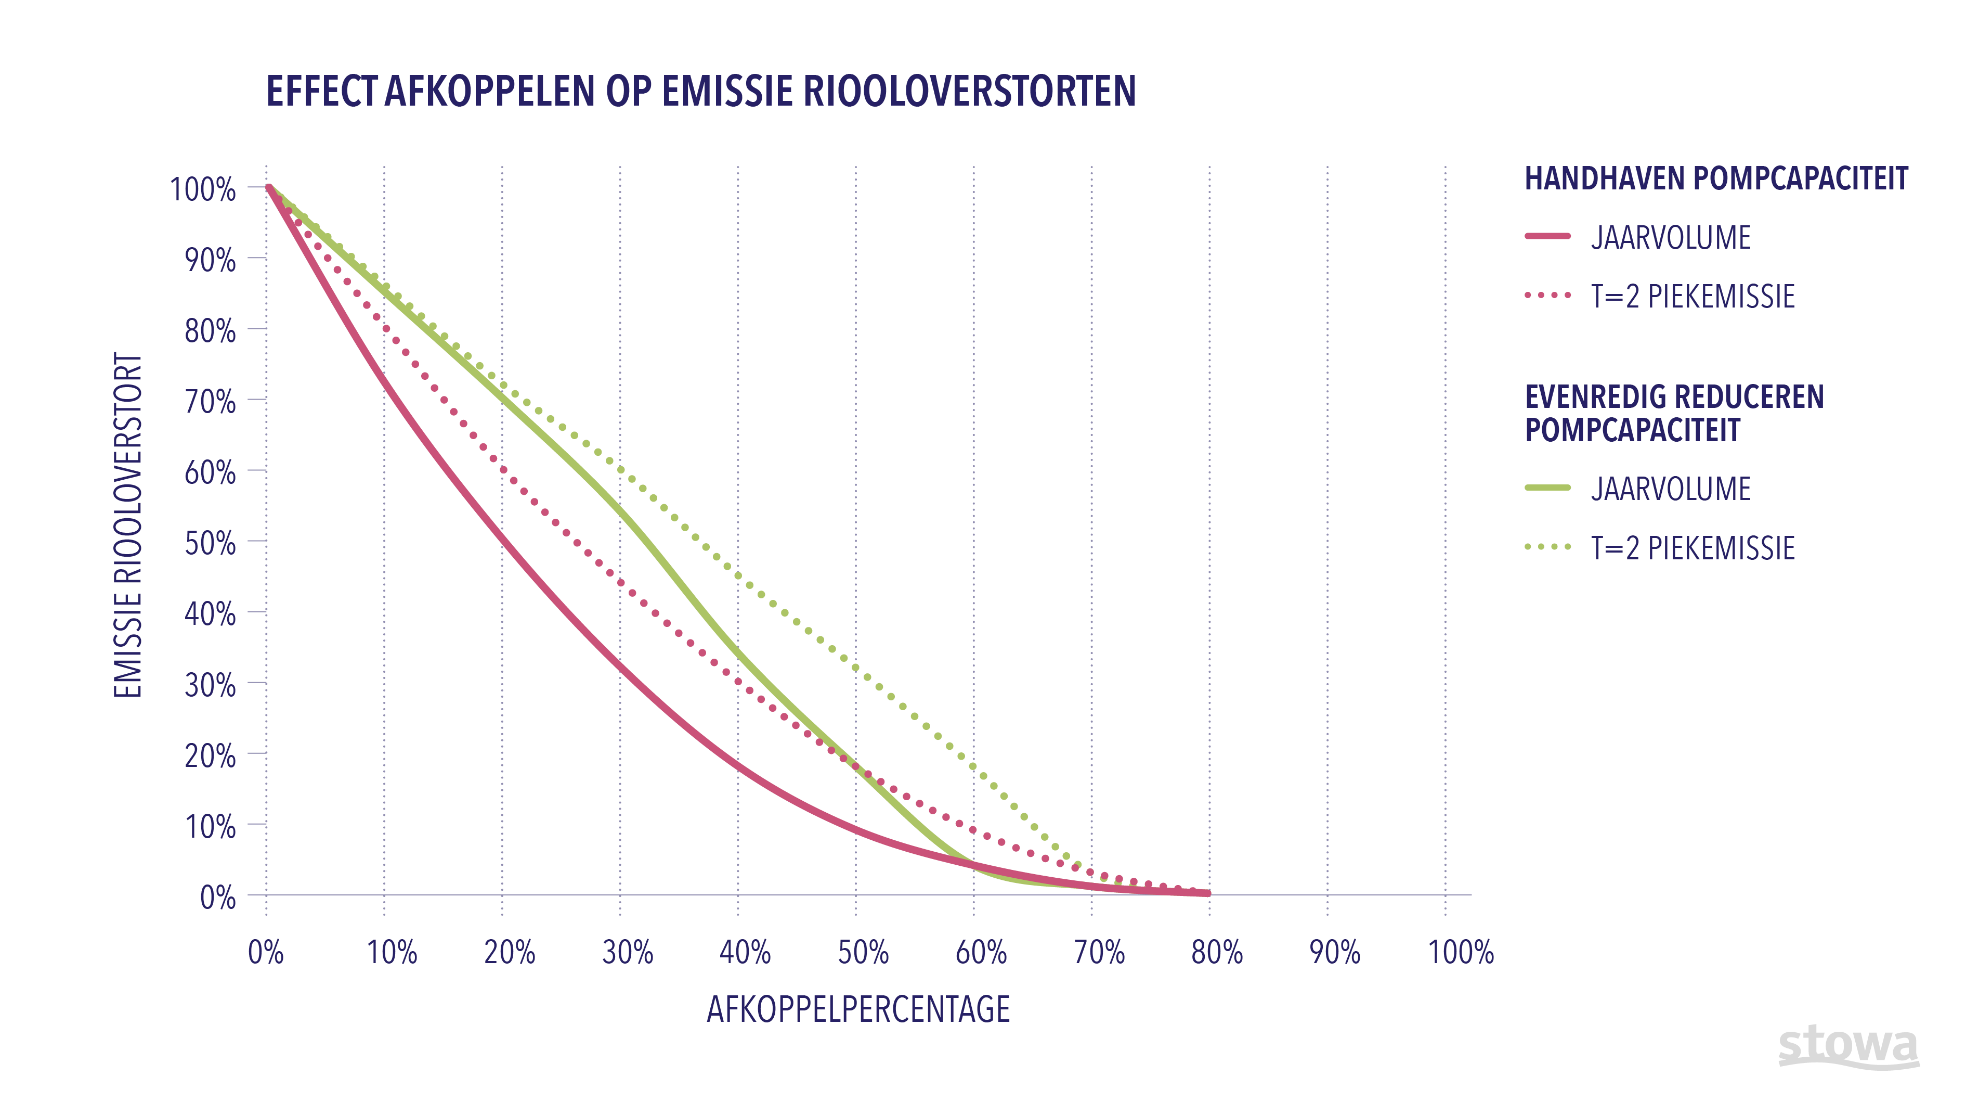 EFFECT AFKOPPELEN OP EMISSIE RIOOLOVERSTORTEN
EMISSIE RIOOLOVERSTORT
100%
90%
80%
70%
60%
50%
40%
30%
20%
10%
0%
0% 10% 20% 30% 40% 50% 60% 70% 80% 90% 100%
AFKOPPELPERCENTAGE
HANDHAVEN POMPCAPACITEIT
JAARVOLUME
T=2 PIEKEMISSIE
EVENREDIG REDUCEREN
POMPCAPACITEIT
JAARVOLUME
T=2 PIEKEMISSIE
stowa